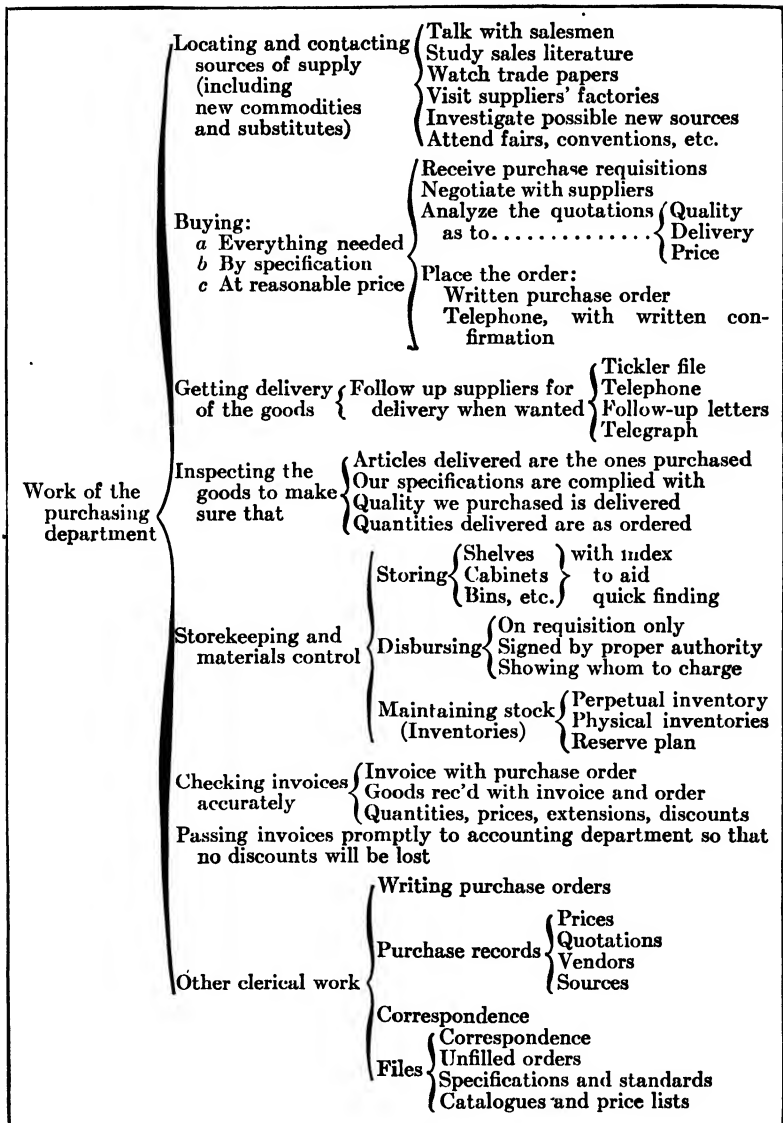 Locating and contacting
sources of supply
(including
new commodities
and substitutes)
Talk with salesmen
Study sales literature
Watch trade papers
Visit suppliers' factories
Investigate possible new sources
Attend fairs, conventions, etc.
Buying:
a Everything needed
b By specification
c At reasonable price
Receive purchase requisitions
Negotiate with suppliers
Analyze the quotations
as to..............
Quality
Delivery
Price
Place the order:
Written purchase order
Telephone, with written con-
firmation
Getting delivery
of the goods
Follow up suppliers for
delivery when wanted
Tickler file
Telephone
Follow-up letters
Telegraph
Work of the
purchasing
department
Inspecting the
goods to make
sure that
Articles delivered are the ones purchased
Our specifications are complied with
Quality we purchased is delivered
Quantities delivered are as ordered
Storekeeping and
materials control
Storing
Shelves
Cabinets
Bins, etc.
with index
to aid
quick finding
Disbursing
On requisition only
Signed by proper authority
Showing whom to charge
Maintaining stock
(Inventories)
Perpetual inventory
Physical inventories
Reserve plan
Checking invoices
accurately
Invoice with purchase order
Goods rec'd with invoice and order
Quantities, prices, extensions, discounts
Passing invoices promptly to accounting department so that
no discounts will be lost
Other clerical work
Writing purchase orders
Purchase records
Prices
Quotations
Vendors
Sources
Correspondence
Files
Correspondence
Unfilled orders
Specifications and standards
Catalogues and price lists